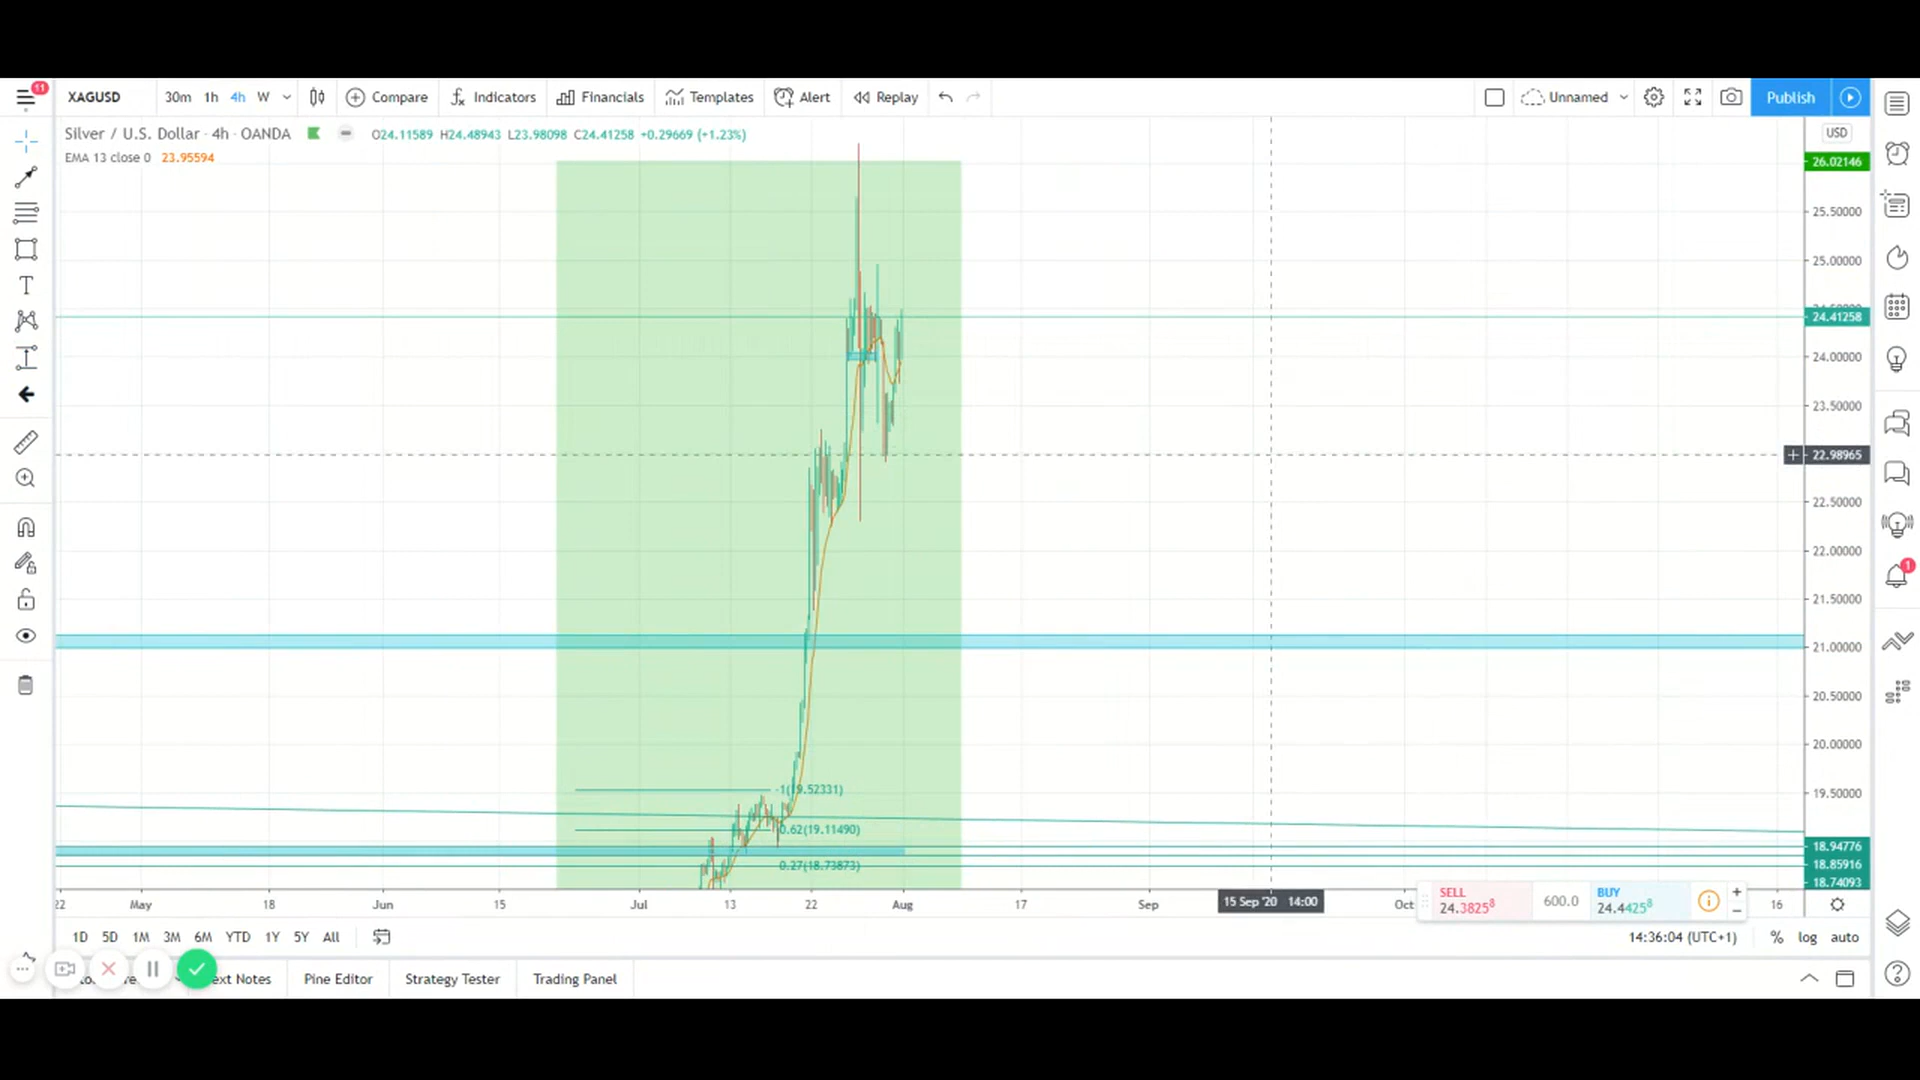 11
XAGUSD 30m 1h 4h W Compare Indicators Financials Templates Alert Replay Unnamed Publish
Silver / U.S. Dollar · 4h · OANDA O24.11589 H24.48943 L23.98098 C24.41258 +0.29669 (+1.23%)
EMA 13 close 0 23.95594
USD
26.02146
25.50000
25.00000
24.41258
24.00000
23.50000
22.98965
22.50000
22.00000
1
21.50000
21.00000
20.50000
20.00000
19.50000
-1(19.52331)
0.62(19.11490)
0.27(18.73873)
18.94776
18.85916
18.74093
22 May 18 Jun 15 Jul 13 22 Aug 17 Sep 15 Sep '20 14:00 Oct 16
SELL 24.38258 600.0 BUY 24.44258
1D 5D 1M 3M 6M YTD 1Y 5Y All 14:36:04 (UTC+1) % log auto
ext Notes Pine Editor Strategy Tester Trading Panel